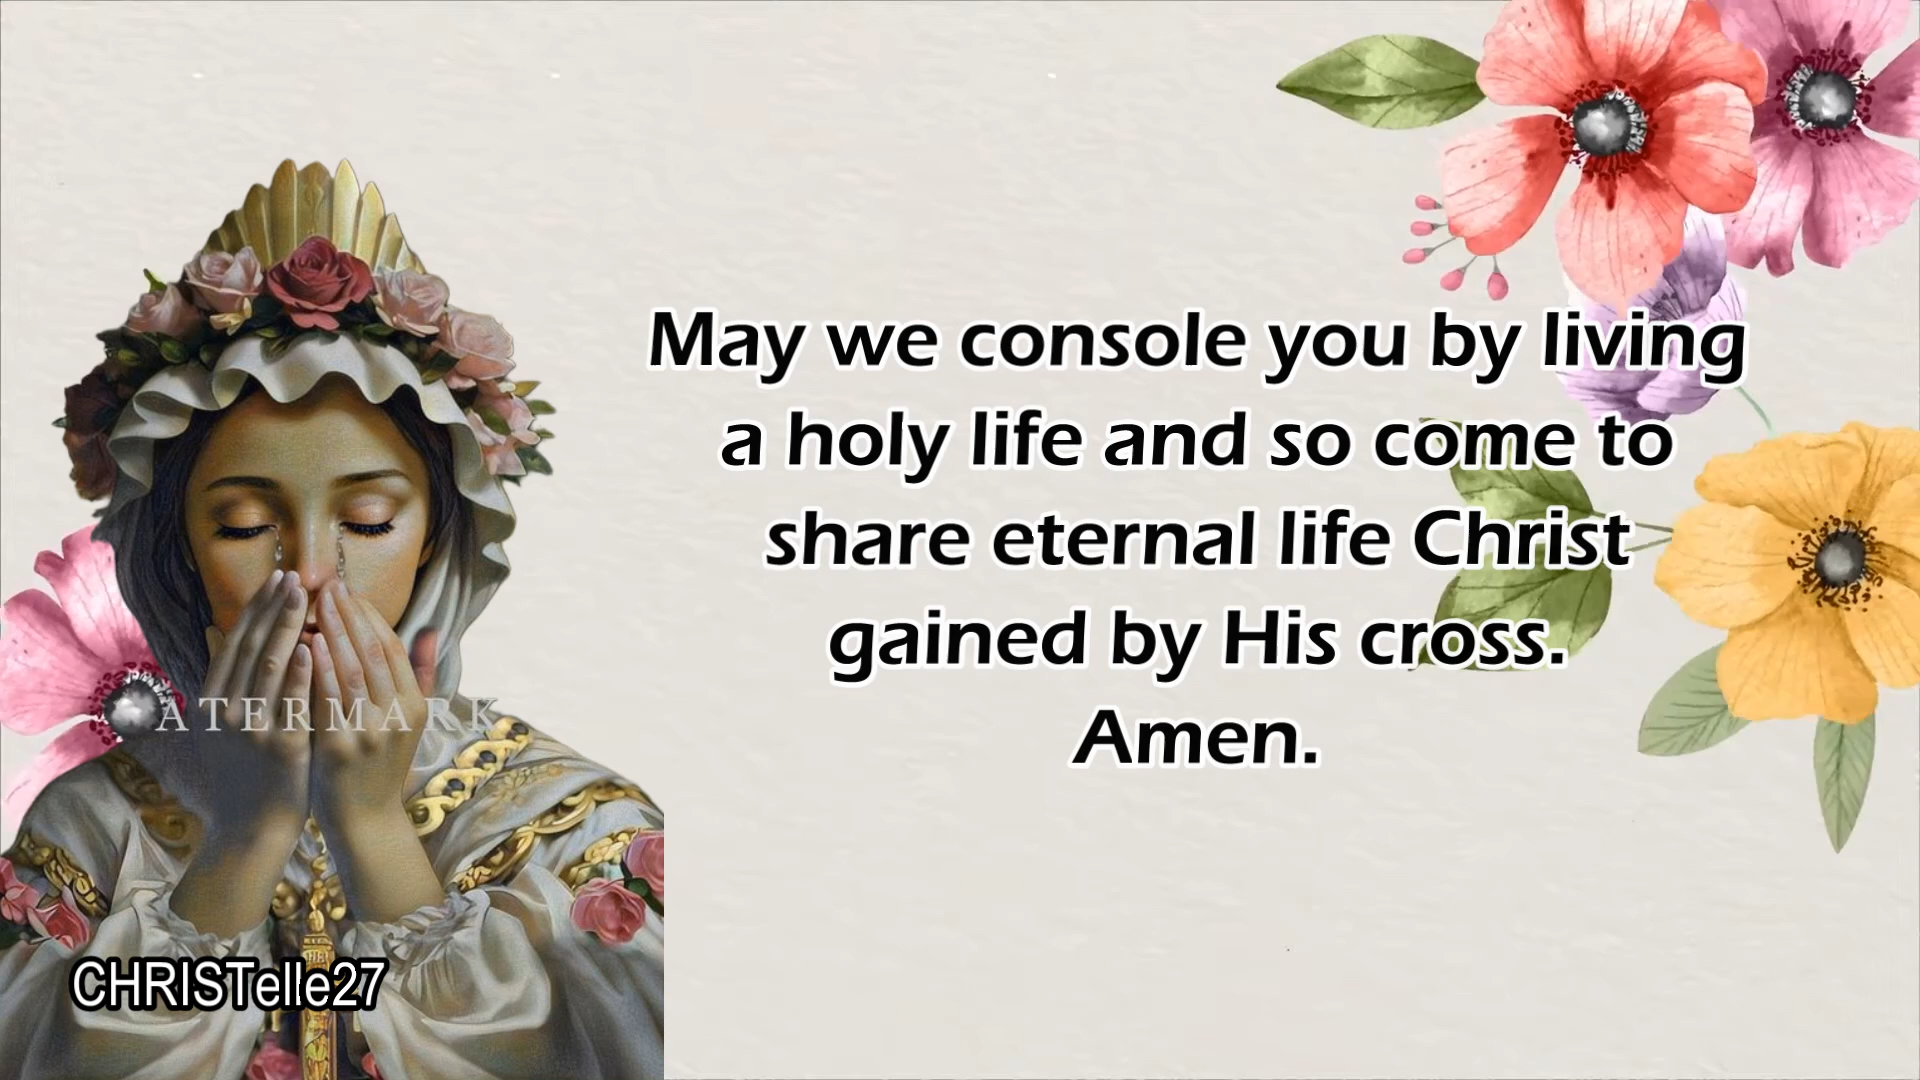 May we console you by living
a holy life and so come to
share eternal life Christ
gained by His cross.
Amen.
ATERMARK
CHRISTelle27